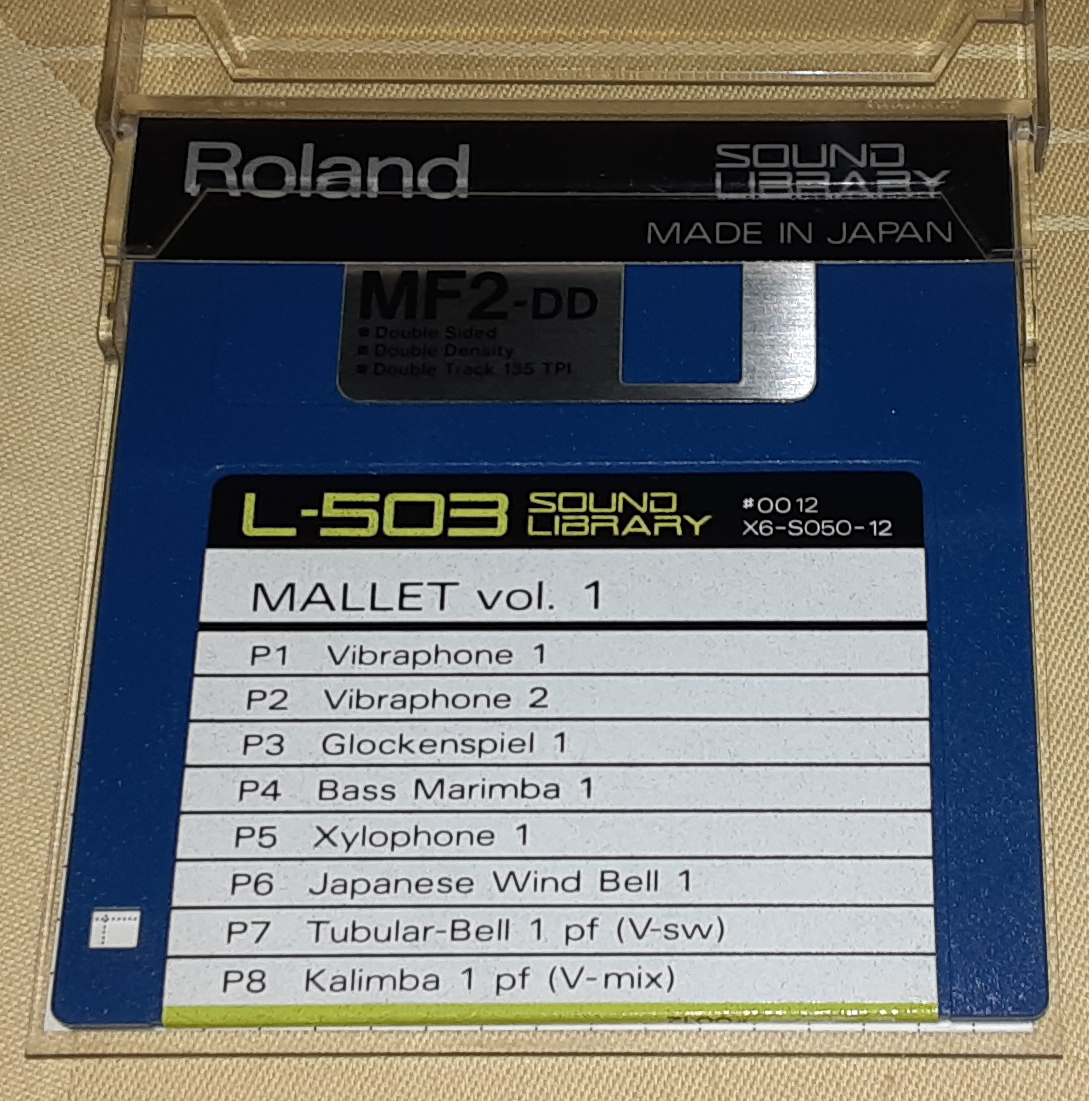 Roland
SOUND
LIBRARY
MADE IN JAPAN
MF2-DD
Double Sided
Double Density
Double Track 135 TPI
L-503 SOUND LIBRARY
#0012
X6-S050-12
MALLET vol. 1
P1 Vibraphone 1
P2 Vibraphone 2
P3 Glockenspiel 1
P4 Bass Marimba 1
P5 Xylophone 1
P6 Japanese Wind Bell 1
P7 Tubular-Bell 1 pf (V-sw)
P8 Kalimba 1 pf (V-mix)